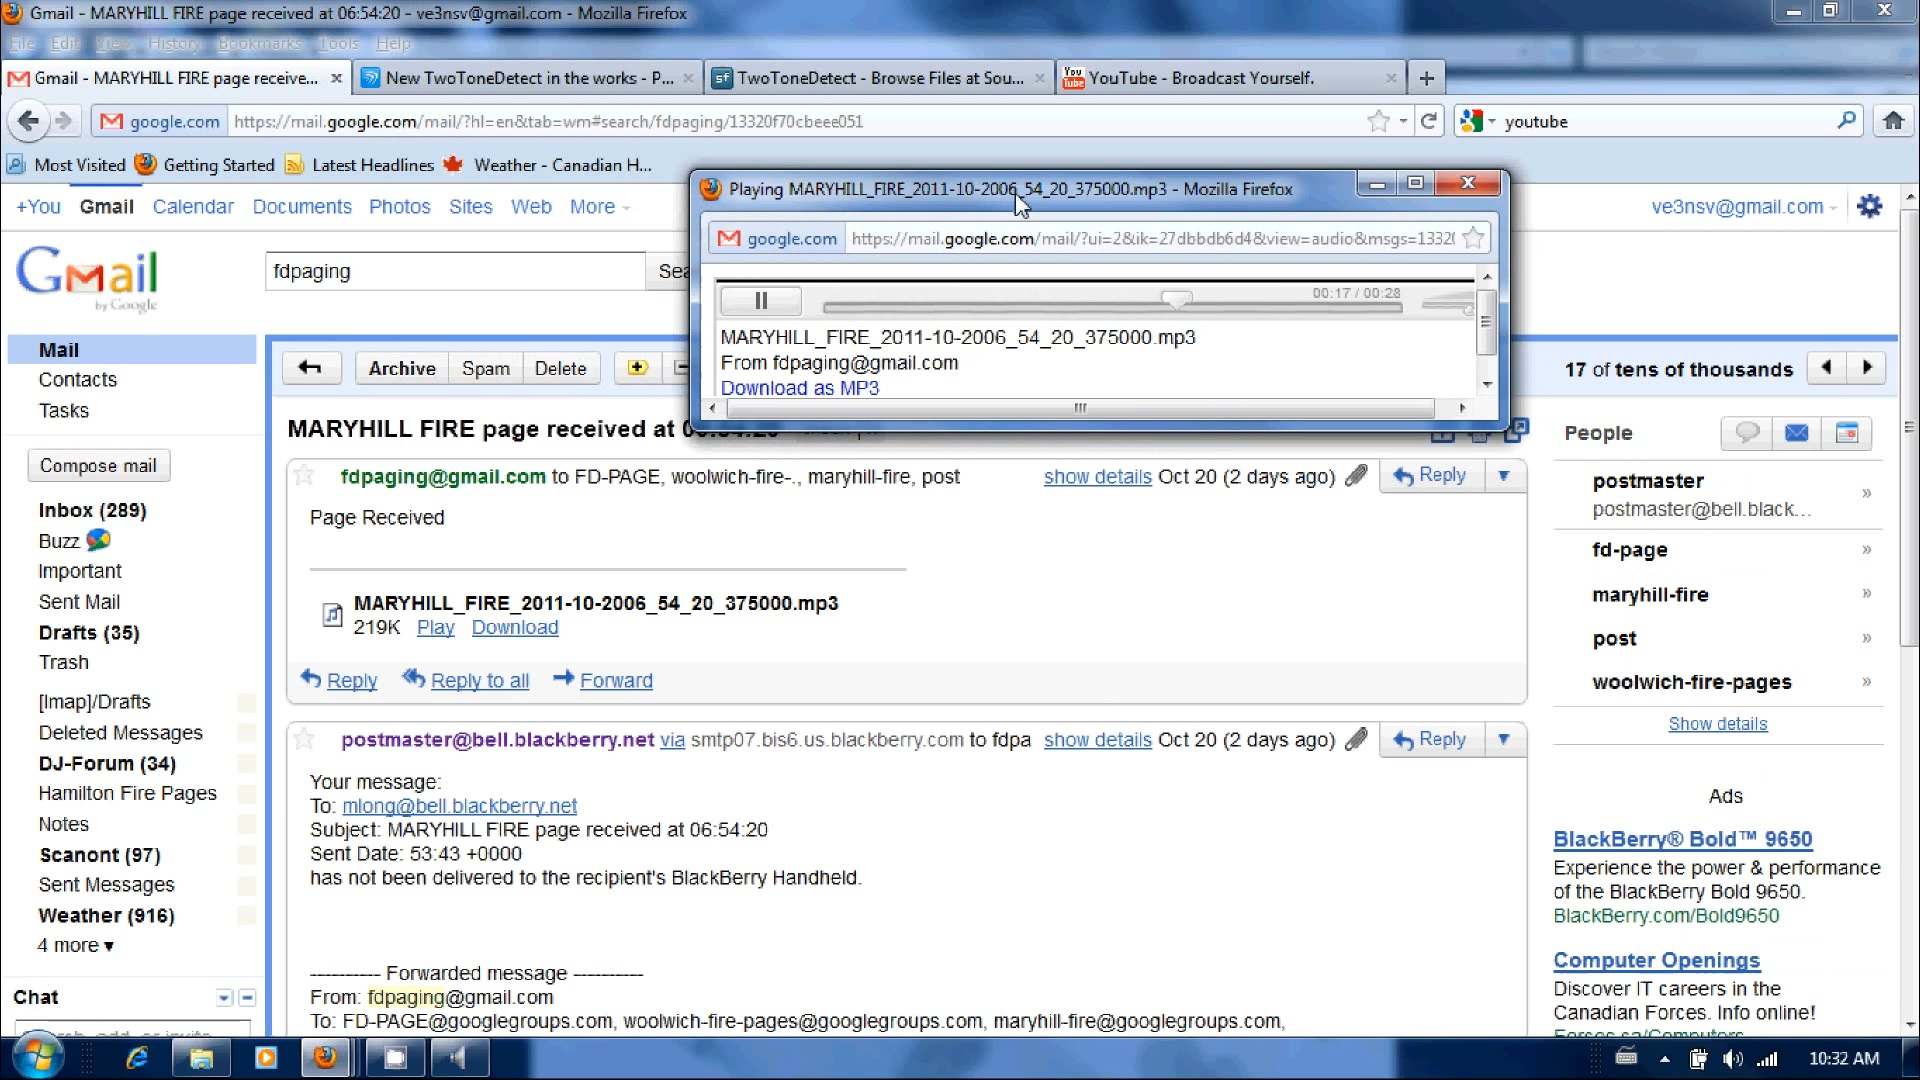 Gmail - MARYHILL FIRE page received at 06:54:20 - ve3nsv@gmail.com - Mozilla Firefox
File Edit View History Bookmarks Tools Help
Gmail - MARYHILL FIRE page receive...
New TwoToneDetect in the works - P...
TwoToneDetect - Browse Files at Sou...
YouTube - Broadcast Yourself.
google.com https://mail.google.com/mail/?hl=en&tab=wm#search/fdpaging/13320f70cbeee051
youtube
Most Visited Getting Started Latest Headlines Weather - Canadian H...
Playing MARYHILL_FIRE_2011-10-2006_54_20_375000.mp3 - Mozilla Firefox
google.com https://mail.google.com/mail/?ui=2&ik=27dbbdb6d4&view=audio&msgs=1332(
00:17 / 00:28
MARYHILL_FIRE_2011-10-2006_54_20_375000.mp3
From fdpaging@gmail.com
Download as MP3
+You Gmail Calendar Documents Photos Sites Web More
ve3nsv@gmail.com
Gmail
by Google
fdpaging
Sea
Mail
Contacts
Tasks
Compose mail
Inbox (289)
Buzz
Important
Sent Mail
Drafts (35)
Trash
[Imap]/Drafts
Deleted Messages
DJ-Forum (34)
Hamilton Fire Pages
Notes
Scanont (97)
Sent Messages
Weather (916)
4 more ▾
Chat
Archive Spam Delete
17 of tens of thousands
MARYHILL FIRE page received at
fdpaging@gmail.com to FD-PAGE, woolwich-fire-., maryhill-fire, post show details Oct 20 (2 days ago) Reply
Page Received
MARYHILL_FIRE_2011-10-2006_54_20_375000.mp3
219K Play Download
Reply Reply to all Forward
postmaster@bell.blackberry.net via smtp07.bis6.us.blackberry.com to fdpa show details Oct 20 (2 days ago) Reply
Your message:
To: mlong@bell.blackberry.net
Subject: MARYHILL FIRE page received at 06:54:20
Sent Date: 53:43 +0000
has not been delivered to the recipient's BlackBerry Handheld.
---------- Forwarded message ----------
From: fdpaging@gmail.com
To: FD-PAGE@googlegroups.com, woolwich-fire-pages@googlegroups.com, maryhill-fire@googlegroups.com,
People
postmaster
postmaster@bell.black...
fd-page
maryhill-fire
post
woolwich-fire-pages
Show details
Ads
BlackBerry® Bold™ 9650
Experience the power & performance
of the BlackBerry Bold 9650.
BlackBerry.com/Bold9650
Computer Openings
Discover IT careers in the
Canadian Forces. Info online!
Forces.ca/Computers
10:32 AM